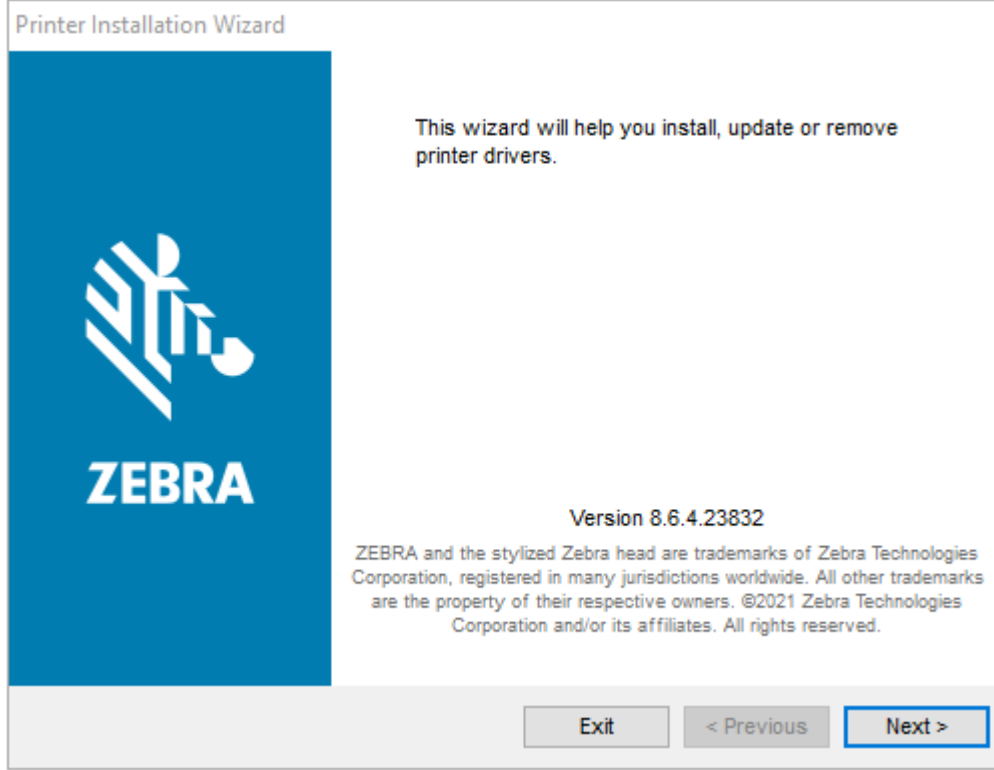 Printer Installation Wizard
This wizard will help you install, update or remove
printer drivers.
ZEBRA
Version 8.6.4.23832
ZEBRA and the stylized Zebra head are trademarks of Zebra Technologies
Corporation, registered in many jurisdictions worldwide. All other trademarks
are the property of their respective owners. ©2021 Zebra Technologies
Corporation and/or its affiliates. All rights reserved.
Exit
< Previous
Next >